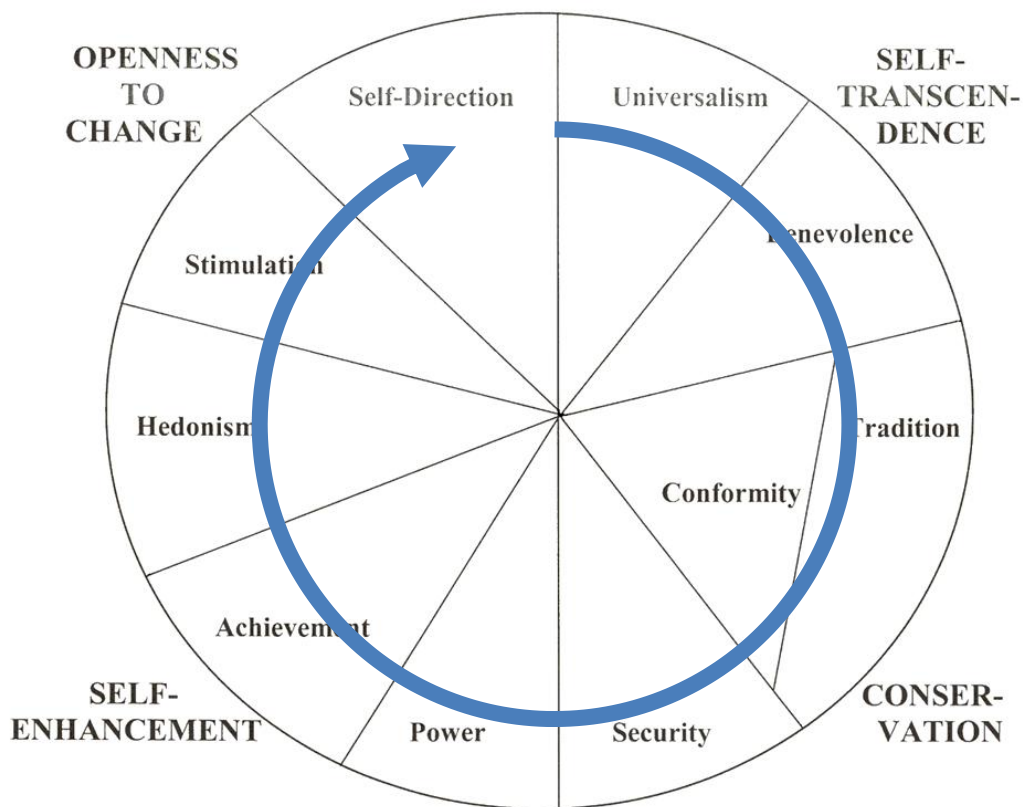 OPENNESS
TO
CHANGE
Self-Direction
Universalism
SELF-
TRANSCEN-
DENCE
Stimulation
Benevolence
Hedonism
Tradition
Conformity
Achievement
SELF-
ENHANCEMENT
Power
Security
CONSER-
VATION